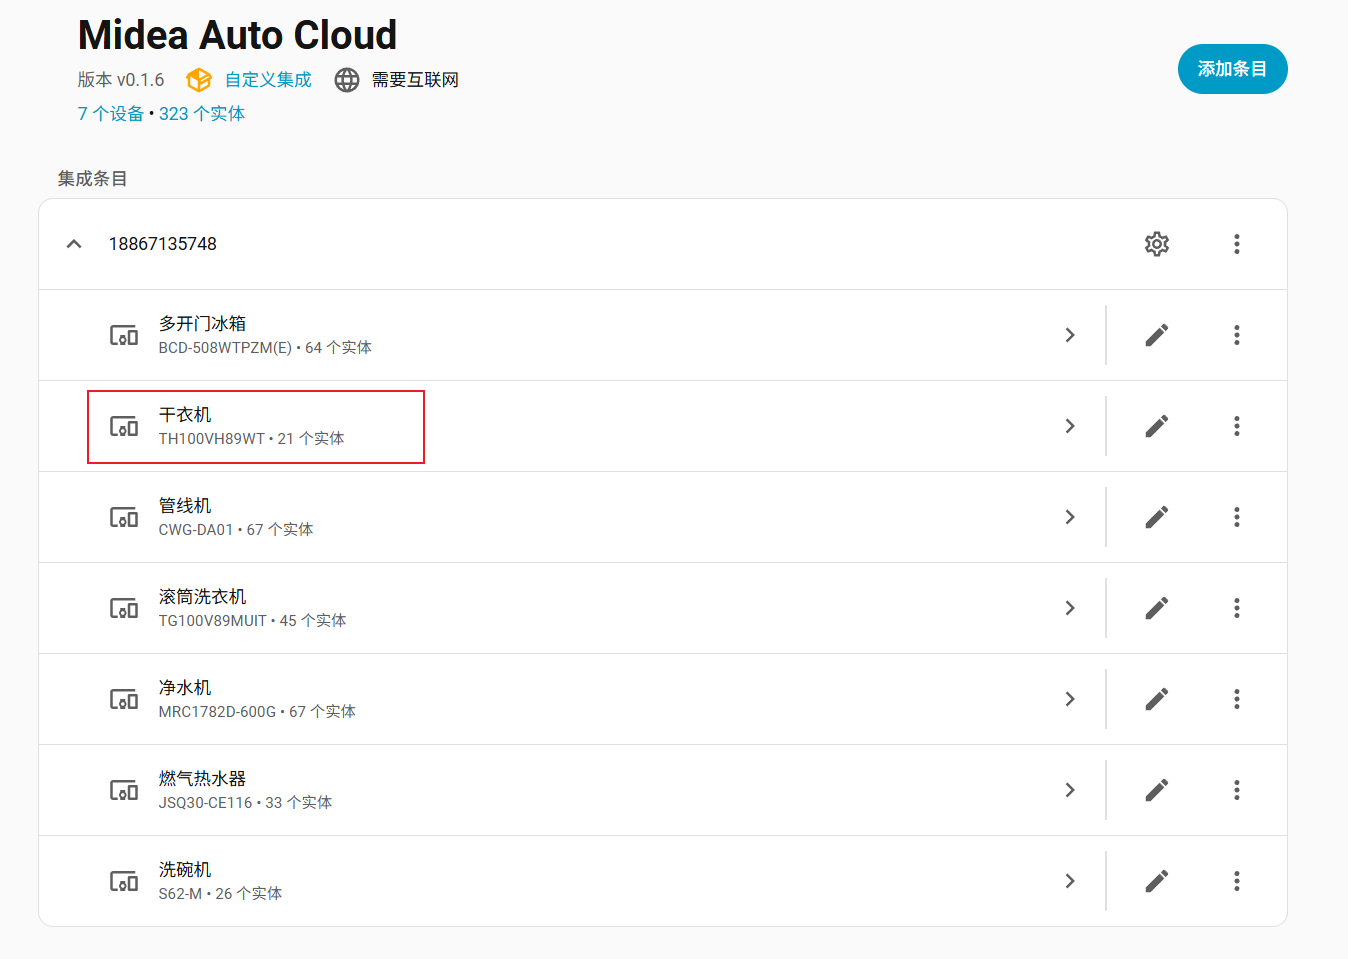 Midea Auto Cloud
版本 v0.1.6 自定义集成 需要互联网
7 个设备 • 323 个实体
添加条目
集成条目
18867135748
多开门冰箱
BCD-508WTPZM(E) • 64 个实体
干衣机
TH100VH89WT • 21 个实体
管线机
CWG-DA01 • 67 个实体
滚筒洗衣机
TG100V89MUIT • 45 个实体
净水机
MRC1782D-600G • 67 个实体
燃气热水器
JSQ30-CE116 • 33 个实体
洗碗机
S62-M • 26 个实体